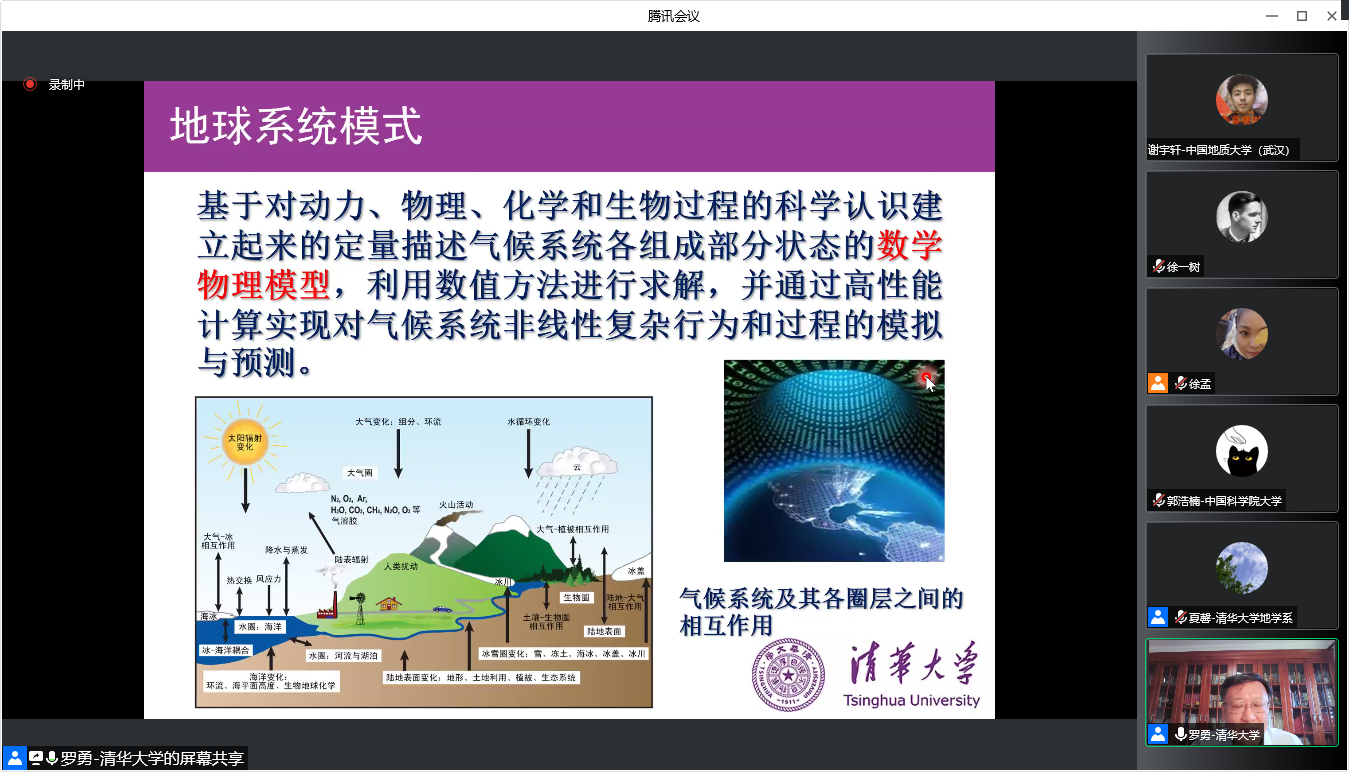 腾讯会议
录制中
地球系统模式
基于对动力、物理、化学和生物过程的科学认识建
立起来的定量描述气候系统各组成部分状态的数学
物理模型，利用数值方法进行求解，并通过高性能
计算实现对气候系统非线性复杂行为和过程的模拟
与预测。
太阳辐射
变化
大气变化：组分、环流
水循环变化
大气圈
云
N2, O2, Ar,
H2O, CO2, CH4, N2O, O3 等
气溶胶
火山活动
大气-冰
相互作用
大气-植被相互作用
降水与蒸发
陆表辐射
人类扰动
热交换
风应力
冰川
冰盖
海冰
水圈：海洋
生物圈
陆地-大气
相互作用
土壤-生物圈
相互作用
陆地表面
冰-海洋耦合
水圈：河流与湖泊
冰雪圈变化：雪、冻土、海冰、冰盖、冰川
海洋变化：
环流、海平面高度、生物地球化学
陆地表面变化：地形、土地利用、植被、生态系统
气候系统及其各圈层之间的
相互作用
清华大学
Tsinghua University
1911
谢宇轩-中国地质大学（武汉）
徐一树
徐孟
郭浩楠-中国科学院大学
夏馨-清华大学地学系
罗勇-清华大学
罗勇-清华大学的屏幕共享